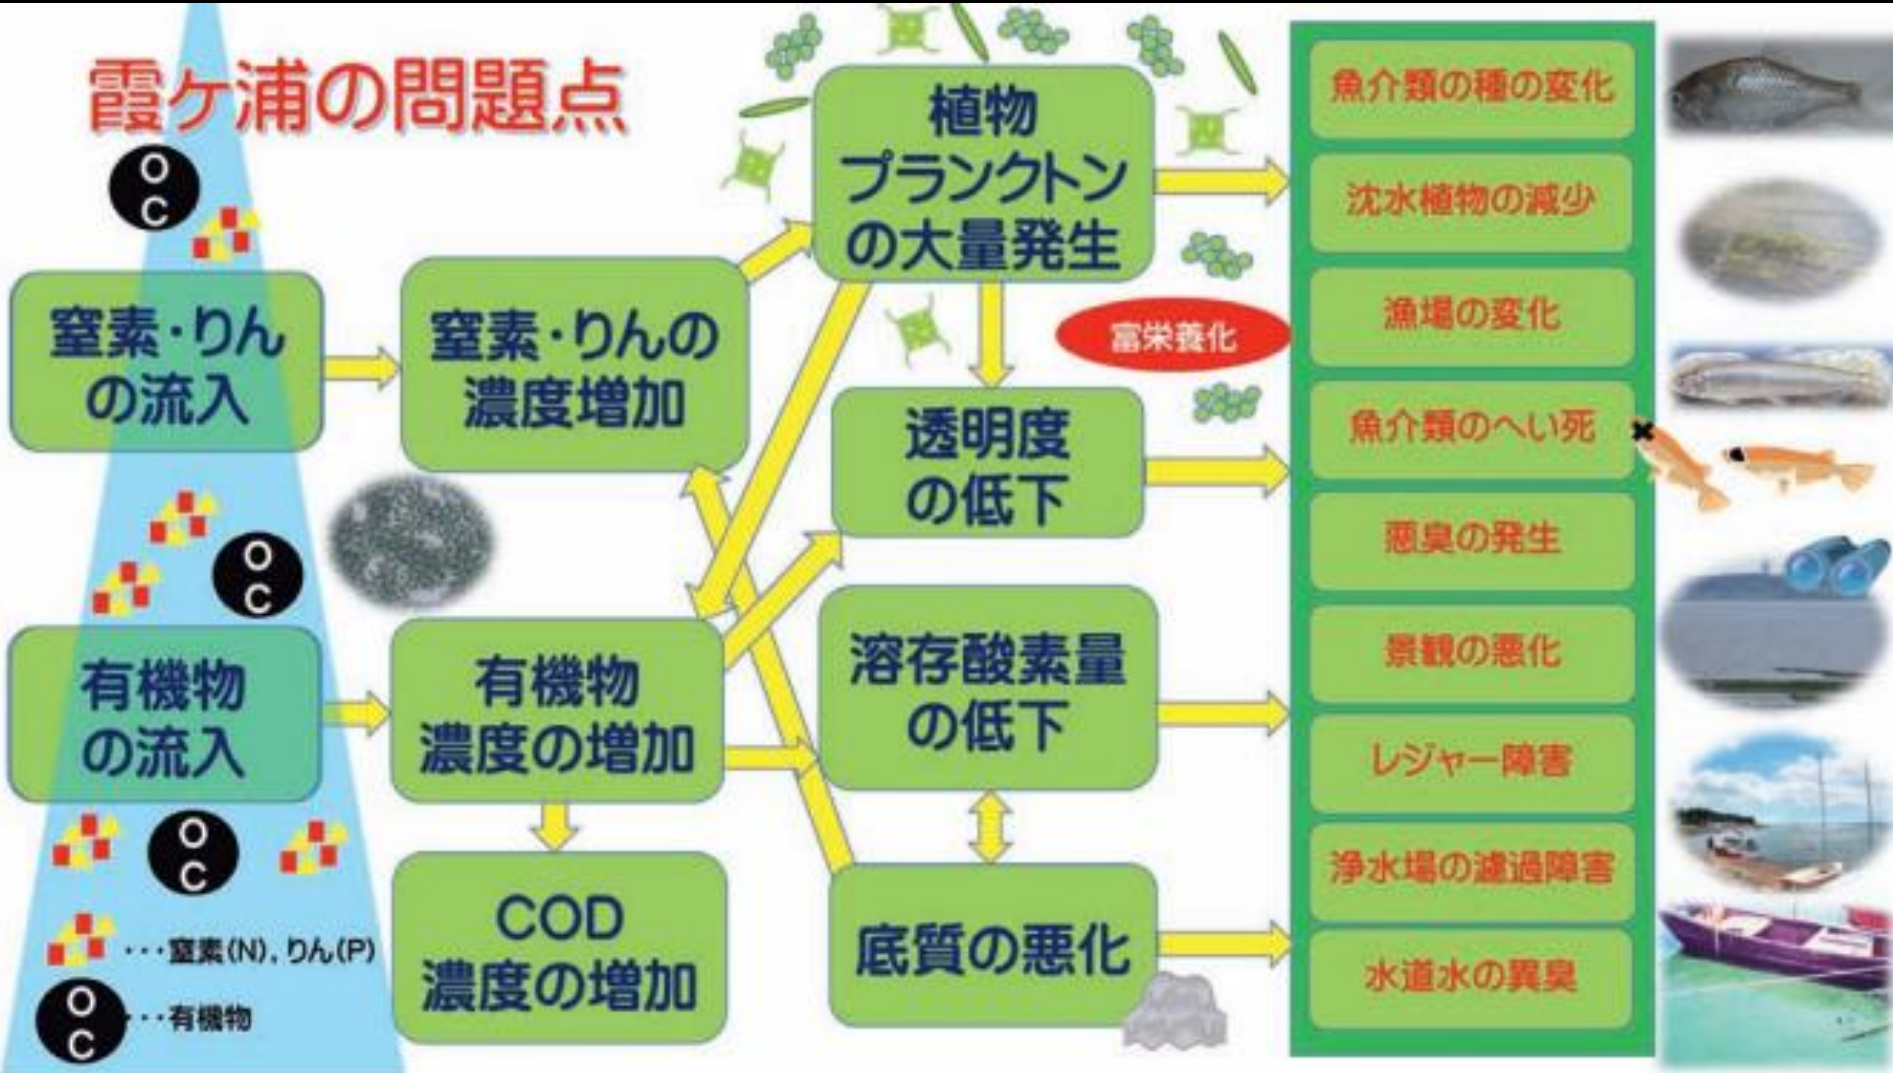 霞ヶ浦の問題点
O
C
窒素・りん
の流入
窒素・りんの
濃度増加
植物
プランクトン
の大量発生
富栄養化
透明度
の低下
O
C
有機物
の流入
有機物
濃度の増加
溶存酸素量
の低下
O
C
COD
濃度の増加
底質の悪化
・・・窒素(N)、りん(P)
O
C
・・・有機物
魚介類の種の変化
沈水植物の減少
漁場の変化
魚介類のへい死
悪臭の発生
景観の悪化
レジャー障害
浄水場の濾過障害
水道水の異臭